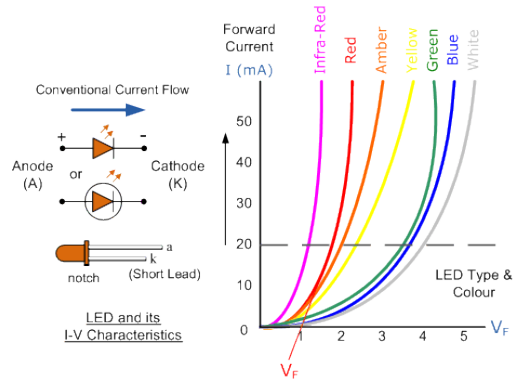 Conventional Current Flow
+ -
Anode
(A)
or
Cathode
(K)
a
k
notch
(Short Lead)
LED and its
I-V Characteristics
Forward
Current
I (mA)
Infra-Red
Red
Amber
Yellow
Green
Blue
White
50
40
30
20
10
0
1 2 3 4 5 VF
LED Type &
Colour
VF